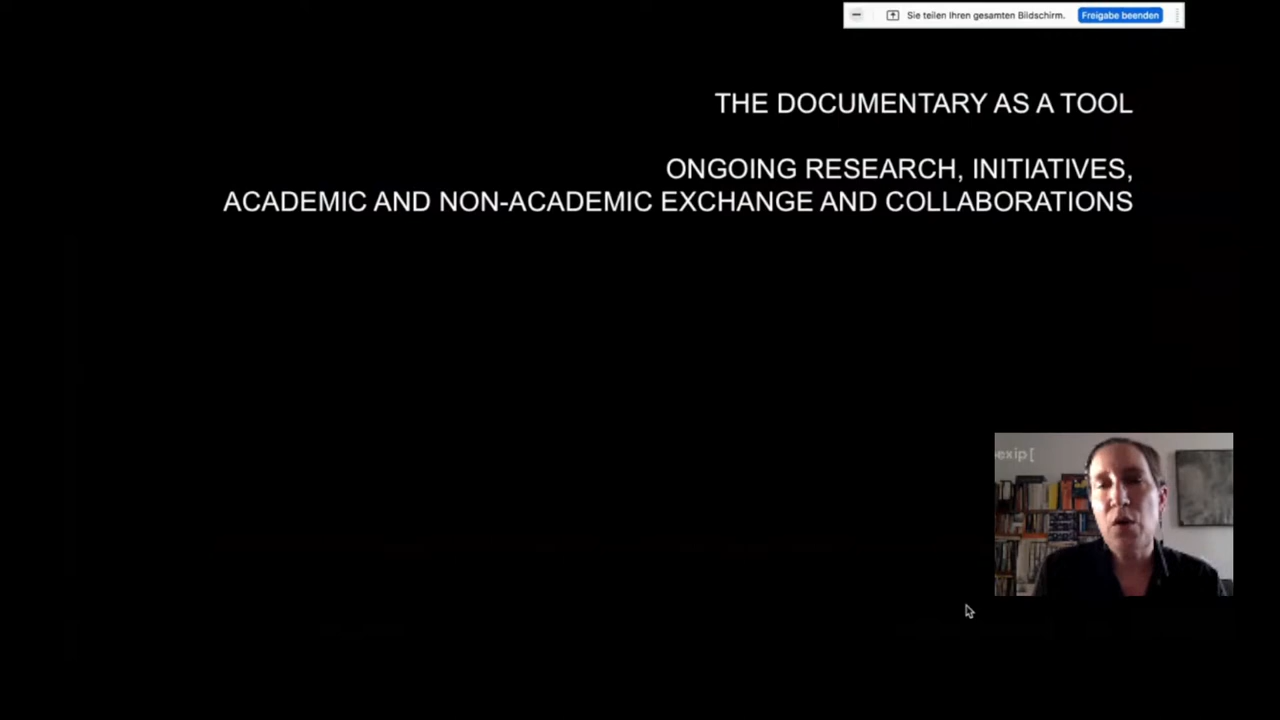 Sie teilen Ihren gesamten Bildschirm. Freigabe beenden
THE DOCUMENTARY AS A TOOL
ONGOING RESEARCH, INITIATIVES,
ACADEMIC AND NON-ACADEMIC EXCHANGE AND COLLABORATIONS
exip[